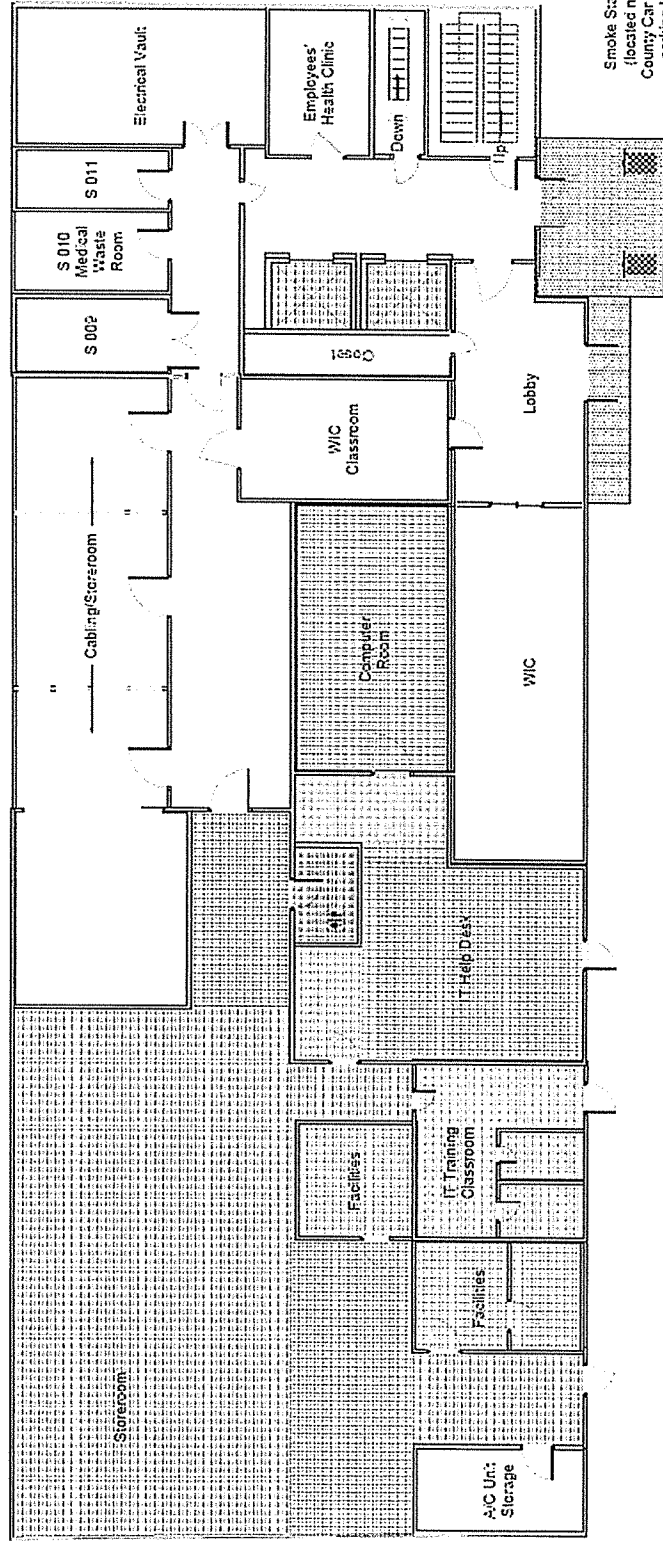 Electrical Vault
S 011
S 010
Medical
Waste
Room
S 009
Cabling/Storeroom
Storeroom
Employees'
Health Clinic
Down
Up
Closet
WIC
Classroom
Lobby
Computer
Room
WIC
IT Help Desk
Facilities
IT Training
Classroom
Facilities
A/C Unit
Storage
Smoke
(located
County Car